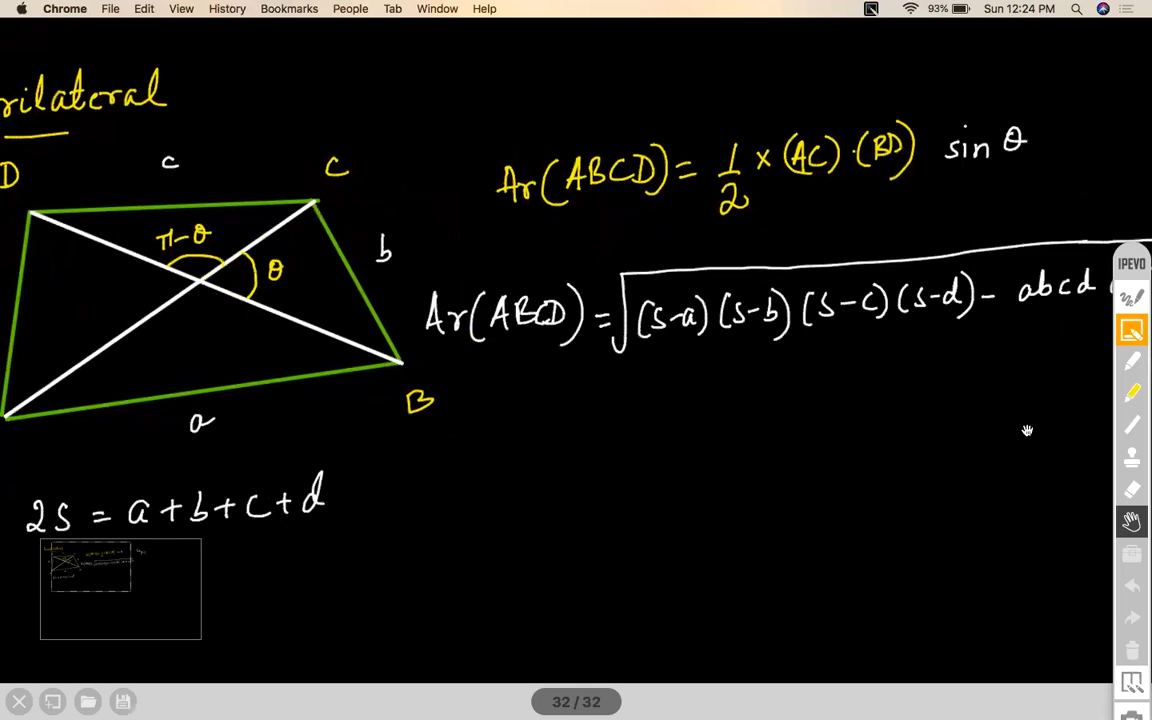 Chrome File Edit View History Bookmarks People Tab Window Help 93% Sun 12:24 PM
rilateral
D c C
Ar(ABCD) = 1/2 × (AC)·(BD) sin θ
π-θ θ b
Ar(ABCD) = √(s-a)(s-b)(s-c)(s-d) - abcd
a B
2s = a+b+c+d
IPEVO
32 / 32